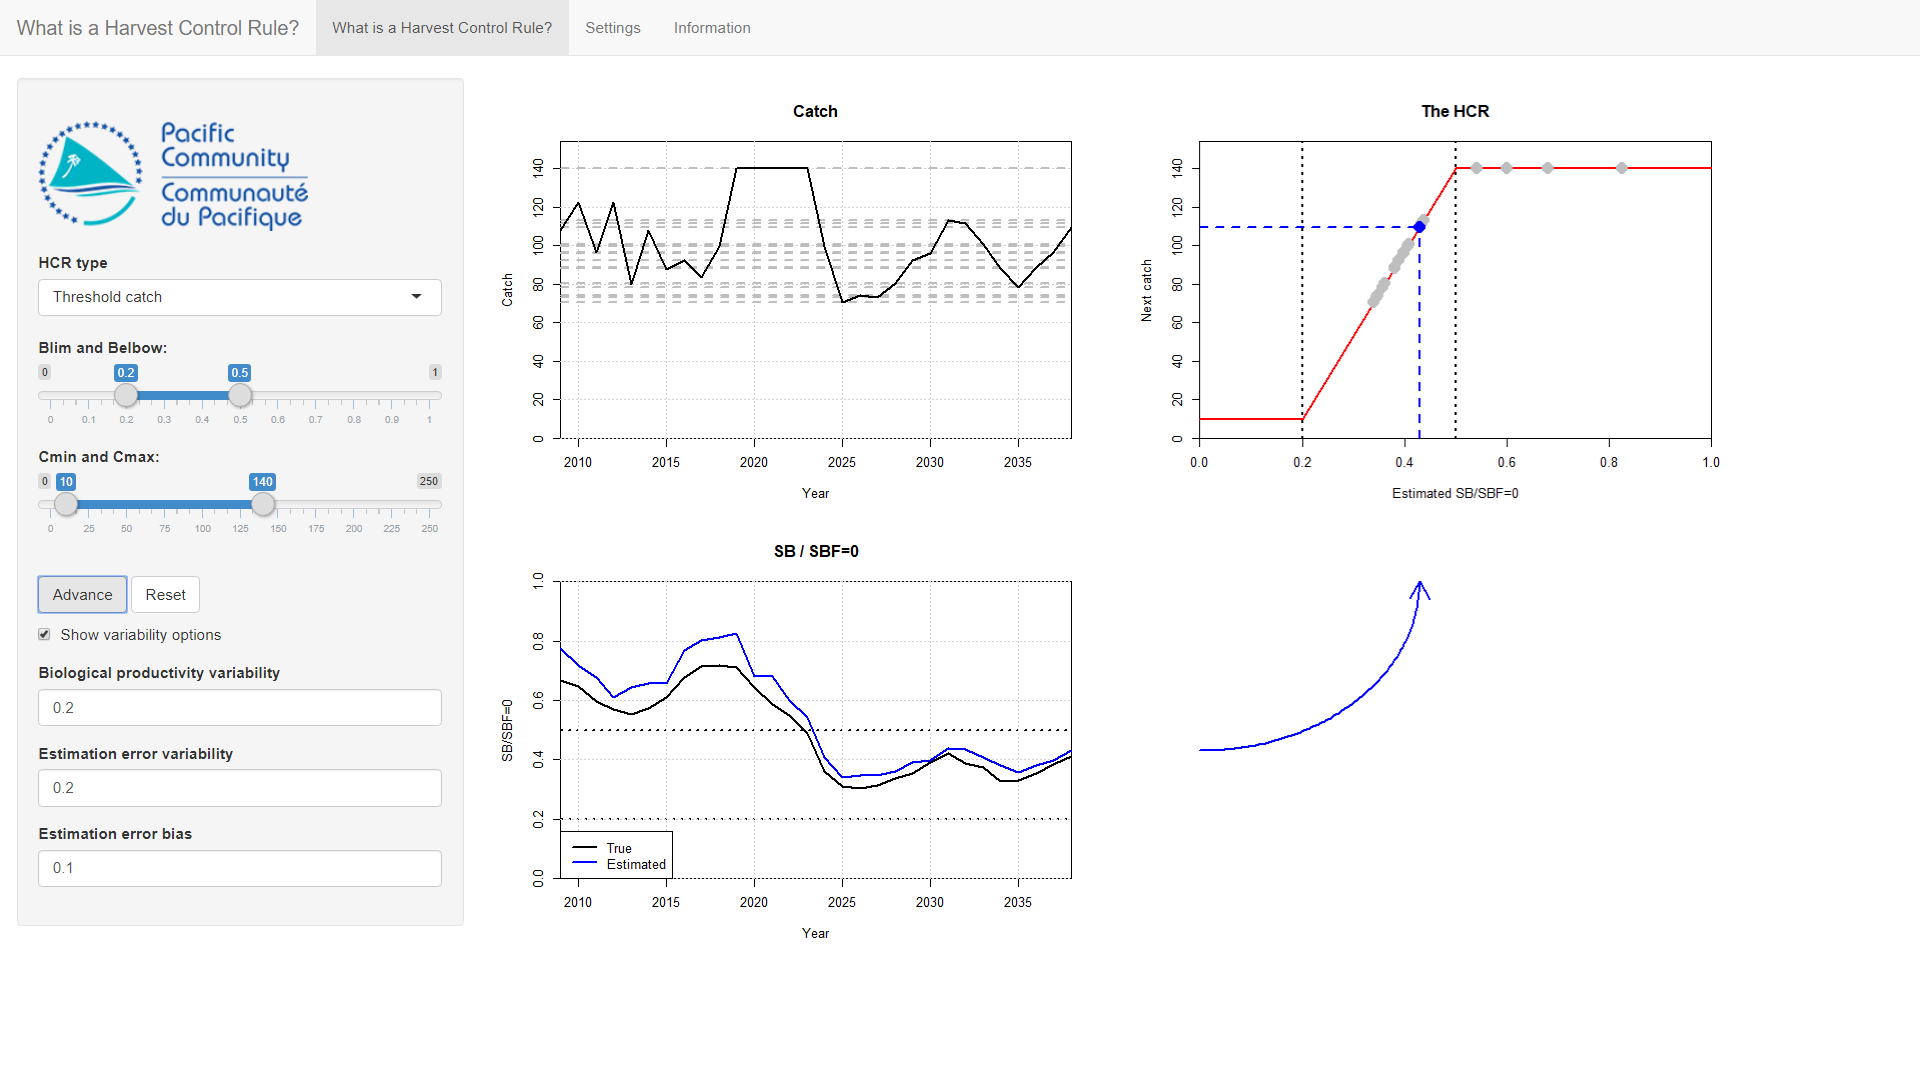 What is a Harvest Control Rule?
What is a Harvest Control Rule?
Settings
Information
Pacific
Community
Communauté
du Pacifique
HCR type
Threshold catch
Blim and Belbow:
0 0.2 0.5 1
0 0.1 0.2 0.3 0.4 0.5 0.6 0.7 0.8 0.9 1
Cmin and Cmax:
0 10 140 250
0 25 50 75 100 125 150 175 200 225 250
Advance Reset
Show variability options
Biological productivity variability
0.2
Estimation error variability
0.2
Estimation error bias
0.1
Catch
Catch
0 20 40 60 80 100 120 140
2010 2015 2020 2025 2030 2035
Year
The HCR
Next catch
0 20 40 60 80 100 120 140
0.0 0.2 0.4 0.6 0.8 1.0
Estimated SB/SBF=0
SB / SBF=0
SB/SBF=0
0.0 0.2 0.4 0.6 0.8 1.0
True
Estimated
2010 2015 2020 2025 2030 2035
Year